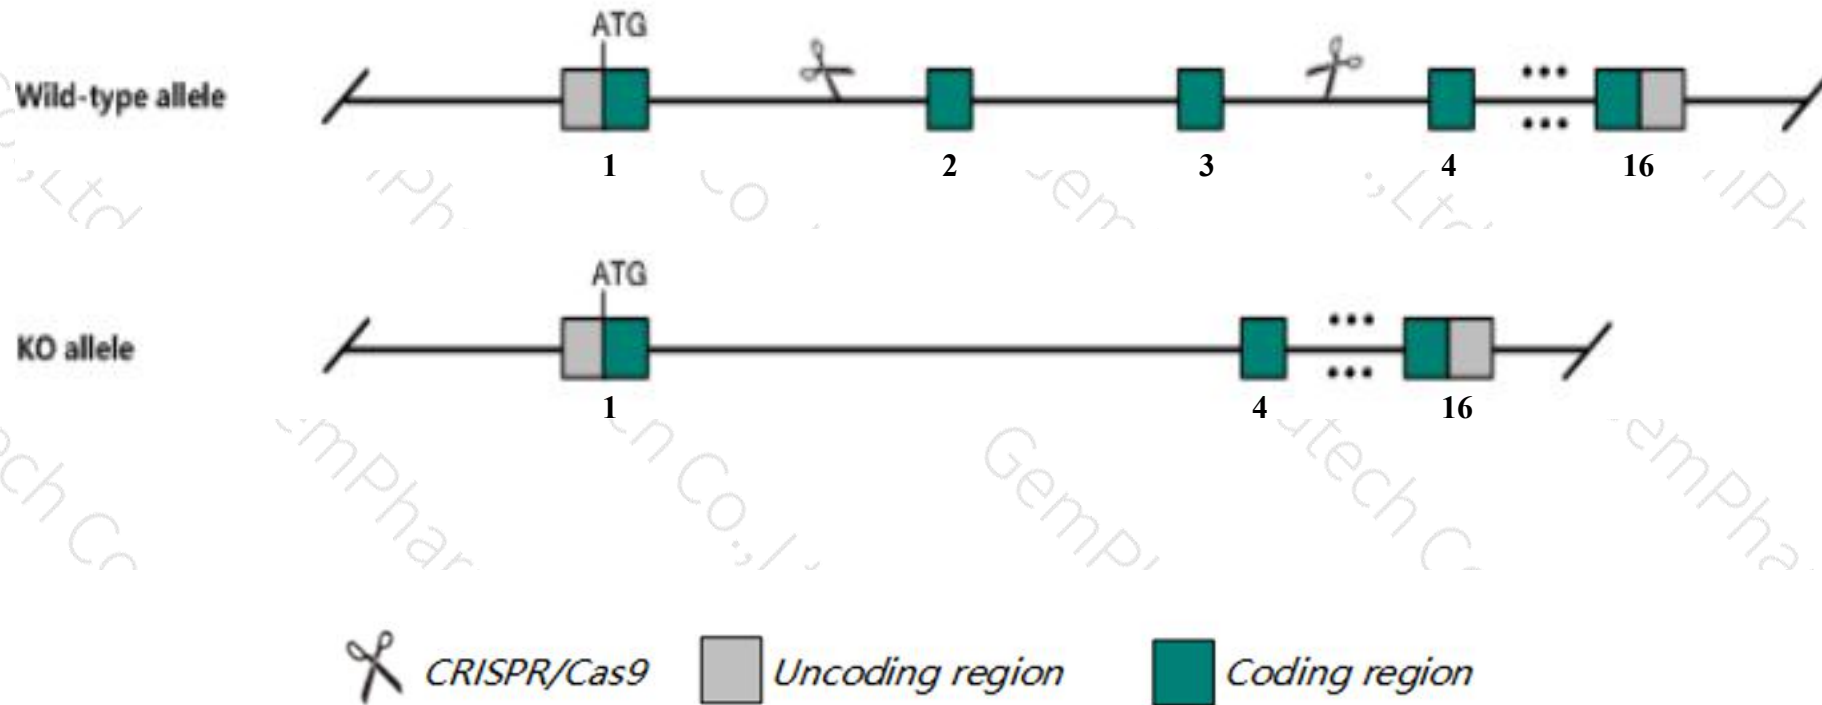 ATG
Wild-type allele
1 2 3 4 16
ATG
KO allele
1 4 16
GemPh
CRISPR/Cas9 Uncoding region Coding region